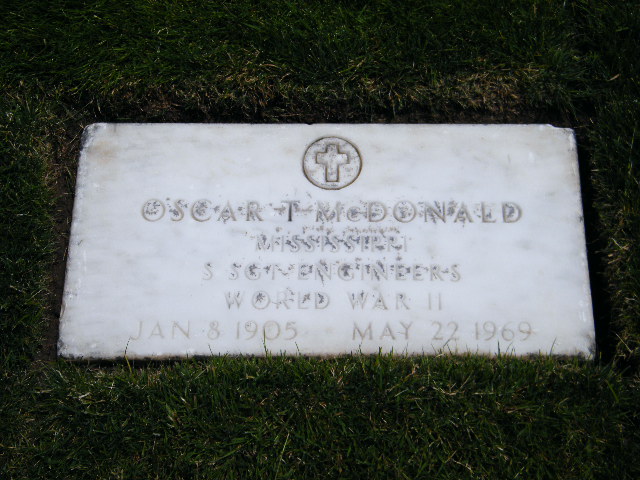 OSCAR T McDONALD
MISSISSIPPI
S SGT ENGINEERS
WORLD WAR II
JAN 8 1905 MAY 22 1969